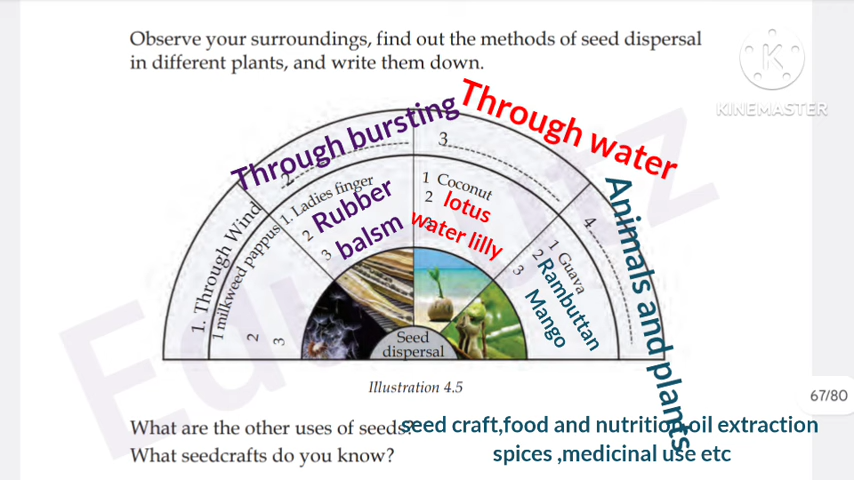 Observe your surroundings, find out the methods of seed dispersal
in different plants, and write them down.
KINEMASTER
1. Through Wind
1 milkweed pappus
2
3
2
Through bursting
1. Ladies finger
2 Rubber
3 balsm
3
Through water
1 Coconut
2 lotus
3 water lilly
4.
Animals and plants
1 Guava
2 Rambuttan
3 Mango
Seed
dispersal
Illustration 4.5
67/80
What are the other uses of seeds? seed craft,food and nutrition,oil extraction
What seedcrafts do you know? spices ,medicinal use etc